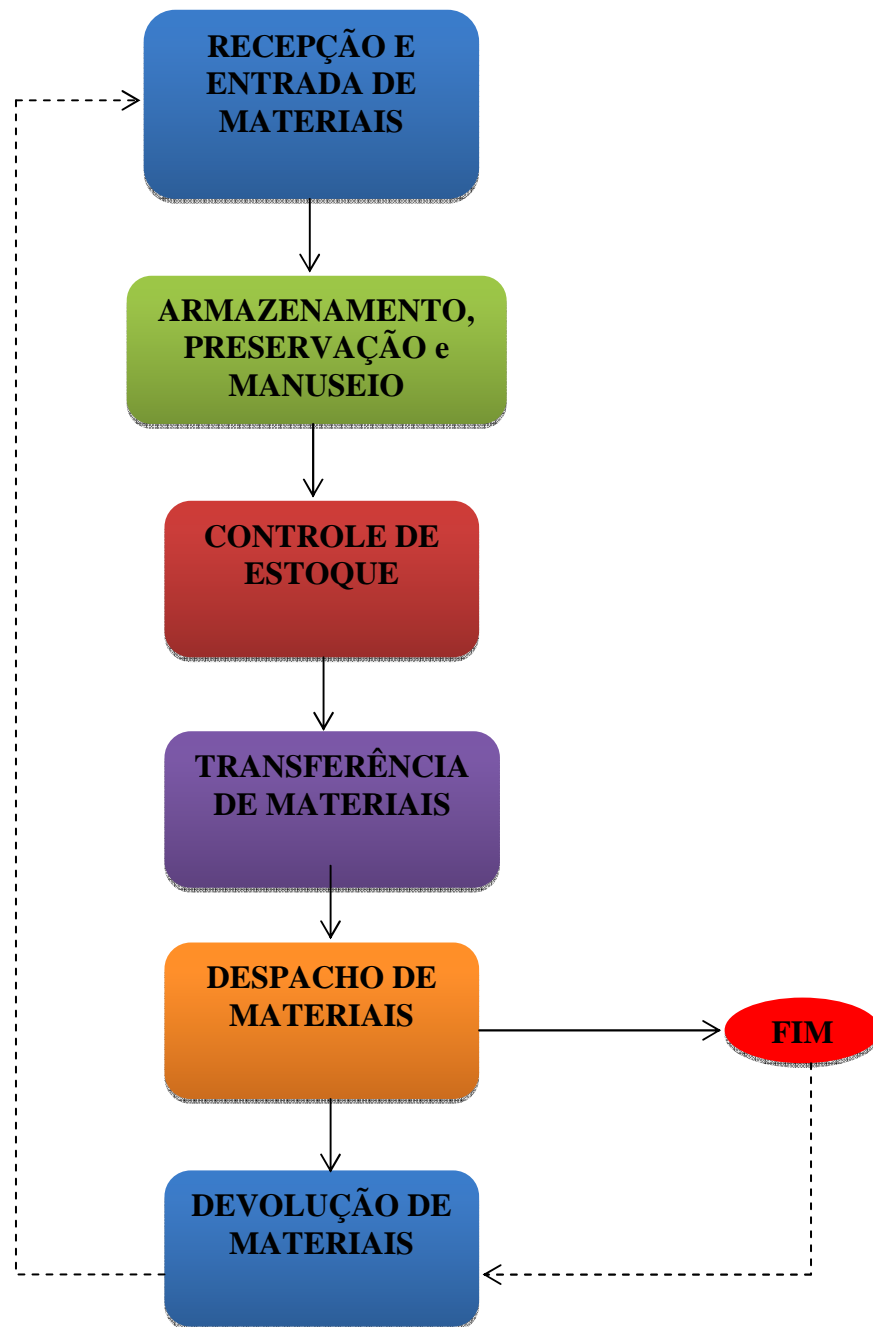 RECEPÇÃO E
ENTRADA DE
MATERIAIS
ARMAZENAMENTO,
PRESERVAÇÃO e
MANUSEIO
CONTROLE DE
ESTOQUE
TRANSFERÊNCIA
DE MATERIAIS
DESPACHO DE
MATERIAIS
FIM
DEVOLUÇÃO DE
MATERIAIS